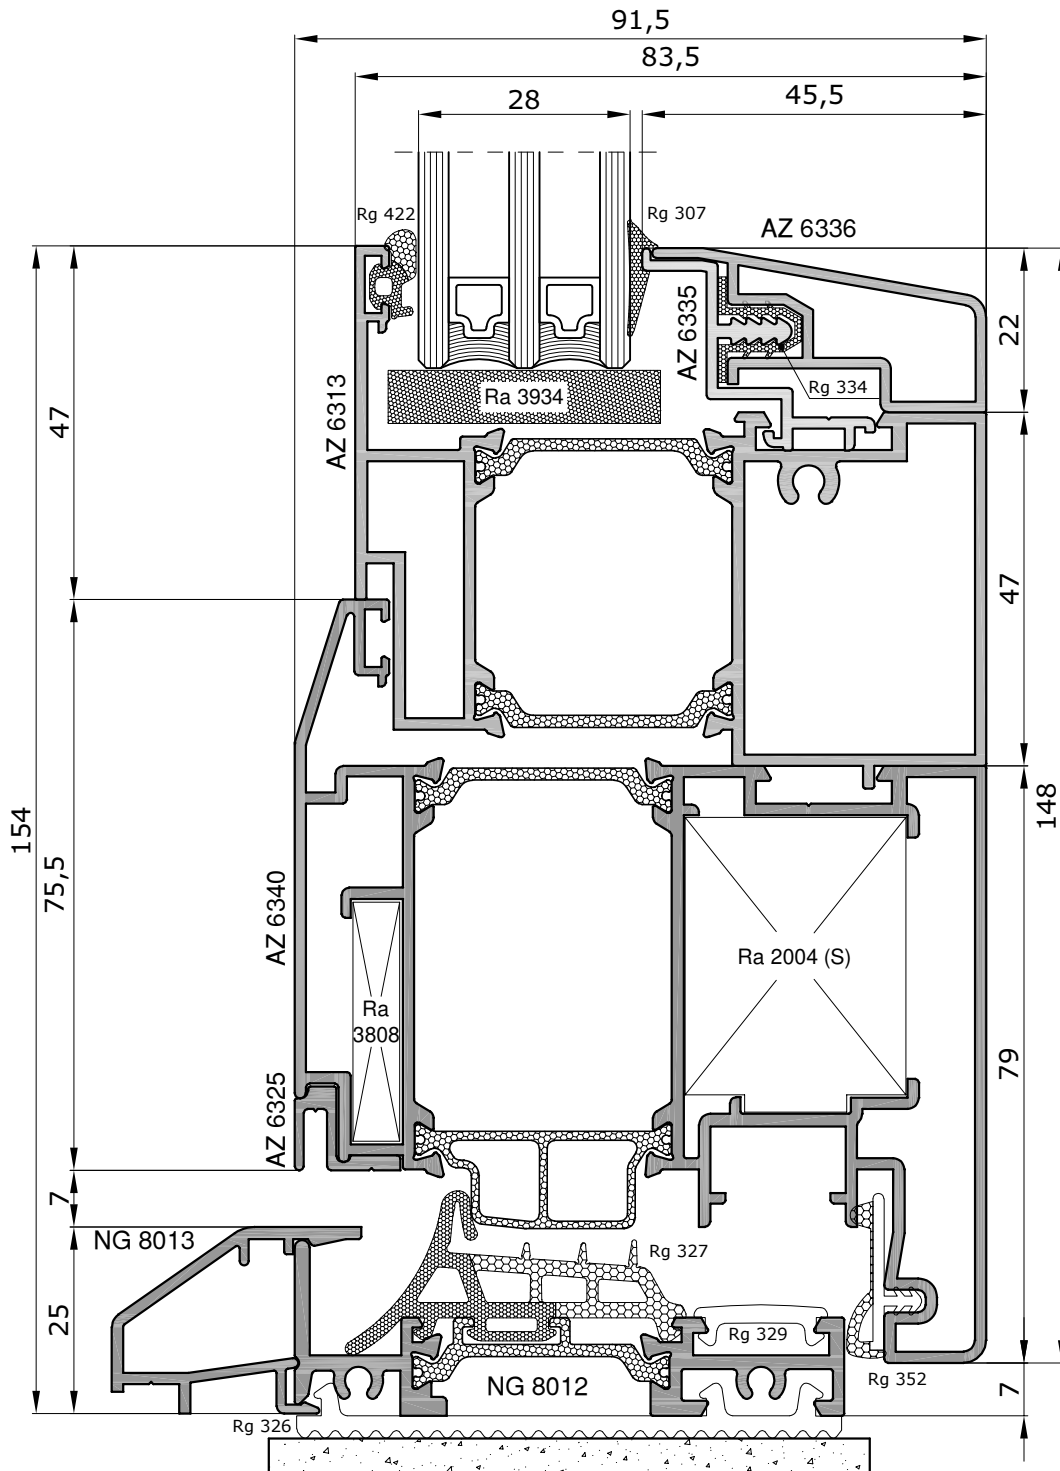 91,5
83,5
28
45,5
Rg 422
Rg 307
AZ 6336
AZ 6335
22
Ra 3934
Rg 334
AZ 6313
47
47
154
75,5
148
AZ 6340
Ra 2004 (S)
Ra
3808
79
AZ 6325
7
NG 8013
Rg 327
25
Rg 329
NG 8012
Rg 352
7
Rg 326